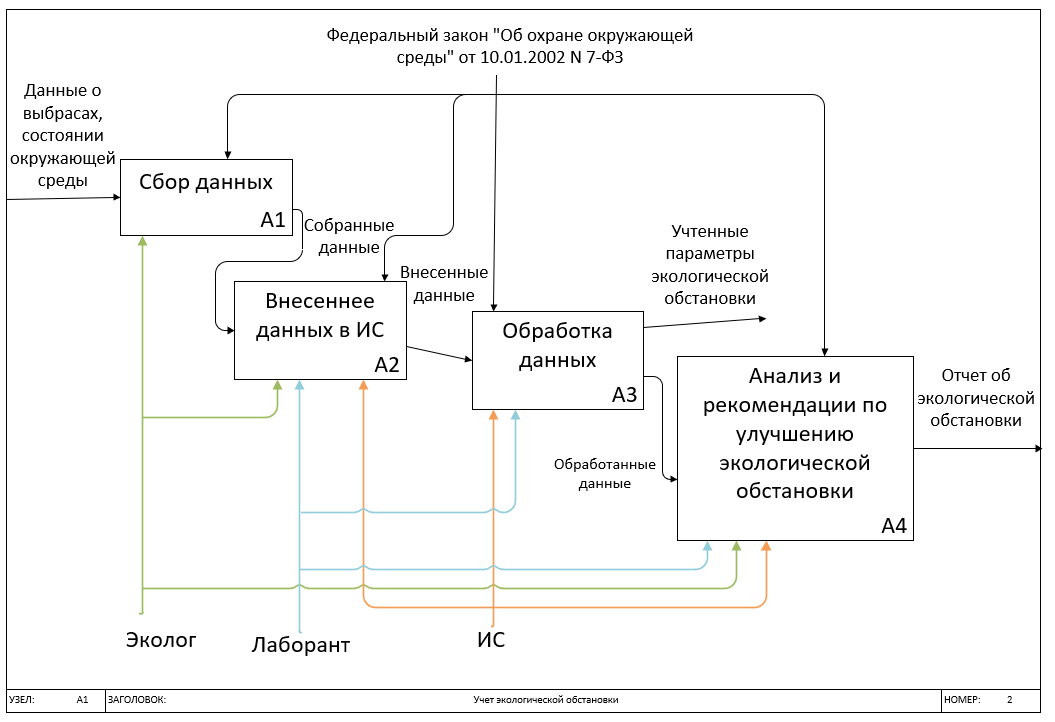 Федеральный закон "Об охране окружающей
среды" от 10.01.2002 N 7-ФЗ
Данные о
выбрасах,
состоянии
окружающей
среды
Сбор данных
A1
Собранные
данные
Внесеннее
данных в ИС
A2
Внесенные
данные
Учтенные
параметры
экологической
обстановки
Обработка
данных
A3
Обработанные
данные
Анализ и
рекомендации по
улучшению
экологической
обстановки
A4
Отчет об
экологической
обстановки
Эколог
Лаборант
ИС
УЗЕЛ: A1 ЗАГОЛОВОК: Учет экологической обстановки НОМЕР: 2